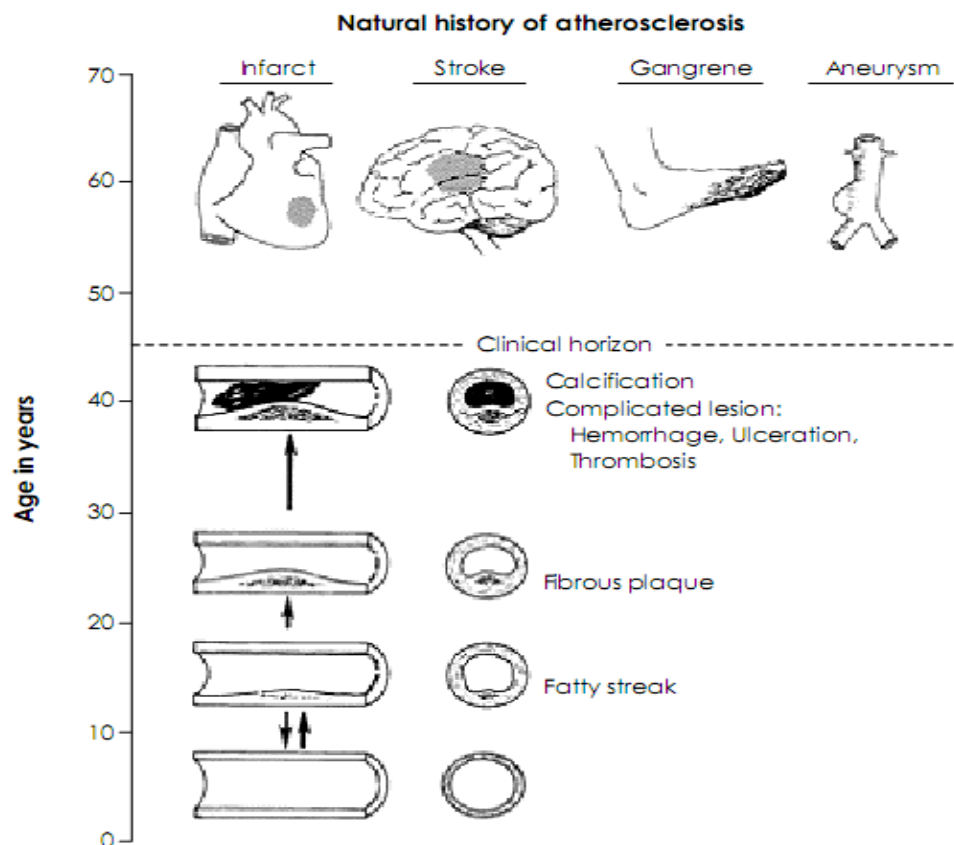 Natural history of atherosclerosis
Infarct
Stroke
Gangrene
Aneurysm
70
60
50
Clinical horizon
Calcification
40
Complicated lesion:
Hemorrhage, Ulceration,
Thrombosis
Age in years
30
Fibrous plaque
20
Fatty streak
10
0